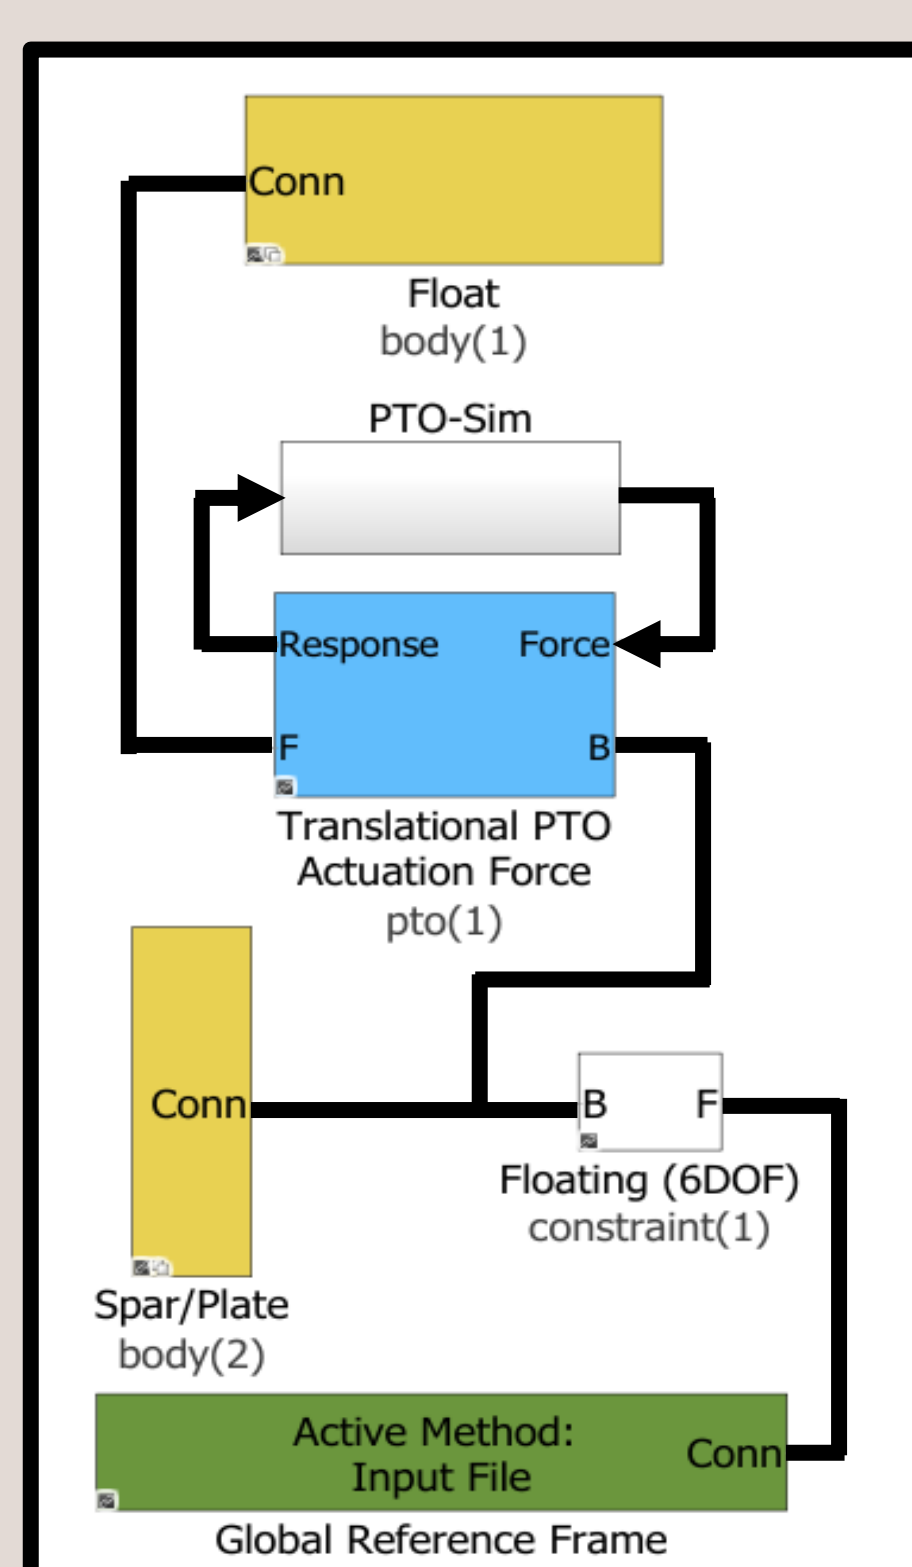 Conn
Float
body(1)
PTO-Sim
Response Force
F B
Translational PTO
Actuation Force
pto(1)
Conn
B F
Floating (6DOF)
constraint(1)
Spar/Plate
body(2)
Active Method:
Input File
Conn
Global Reference Frame